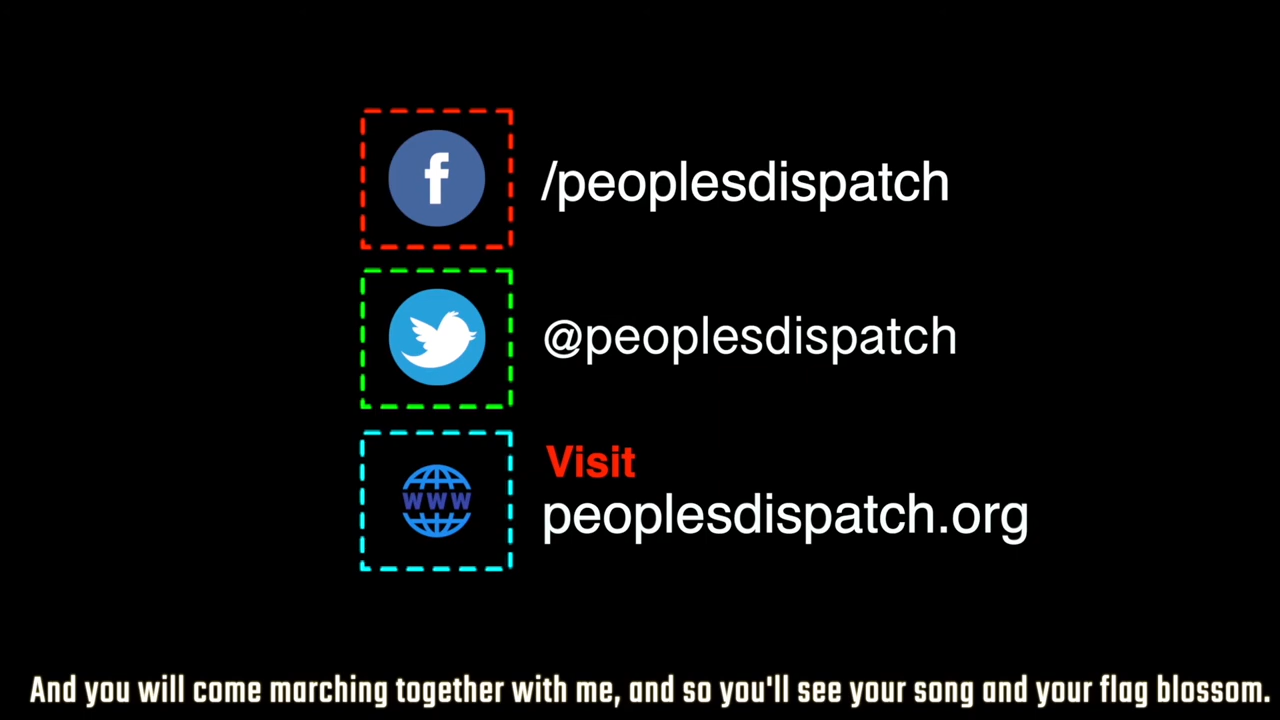 f
/peoplesdispatch
@peoplesdispatch
Visit
WWW
peoplesdispatch.org
And you will come marching together with me, and so you'll see your song and your flag blossom.